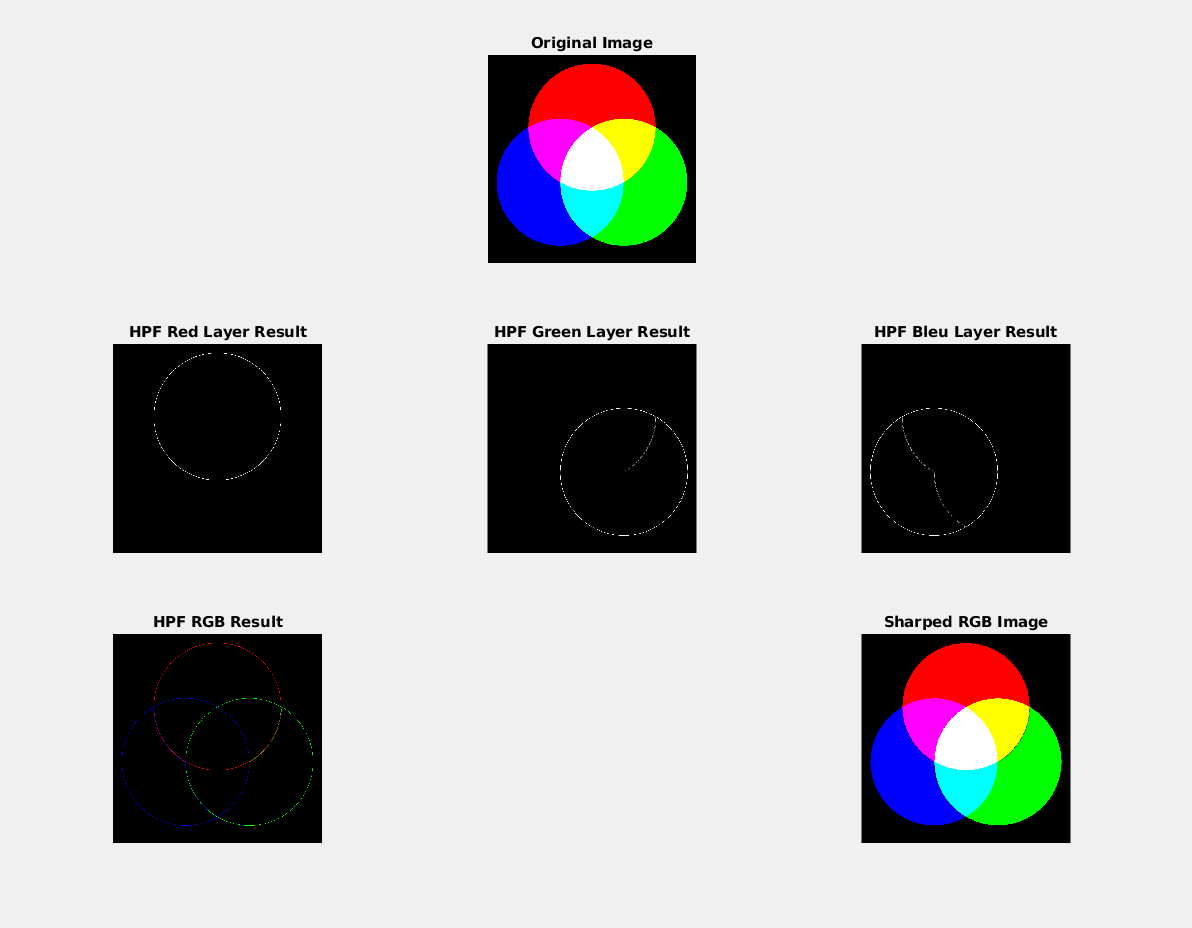 Original Image
HPF Red Layer Result
HPF Green Layer Result
HPF Bleu Layer Result
HPF RGB Result
Sharped RGB Image